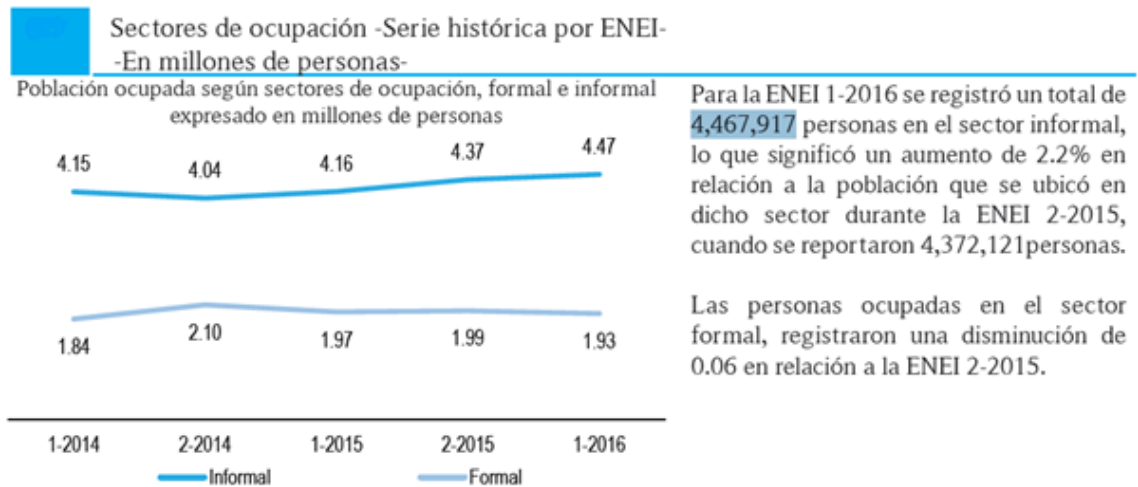 Sectores de ocupación -Serie histórica por ENEI-
-En millones de personas-
Población ocupada según sectores de ocupación, formal e informal
expresado en millones de personas
4.15
4.04
4.16
4.37
4.47
1.84
2.10
1.97
1.99
1.93
1-2014
2-2014
1-2015
2-2015
1-2016
Informal
Formal
Para la ENEI 1-2016 se registró un total de
4,467,917 personas en el sector informal,
lo que significó un aumento de 2.2% en
relación a la población que se ubicó en
dicho sector durante la ENEI 2-2015,
cuando se reportaron 4,372,121personas.
Las personas ocupadas en el sector
formal, registraron una disminución de
0.06 en relación a la ENEI 2-2015.